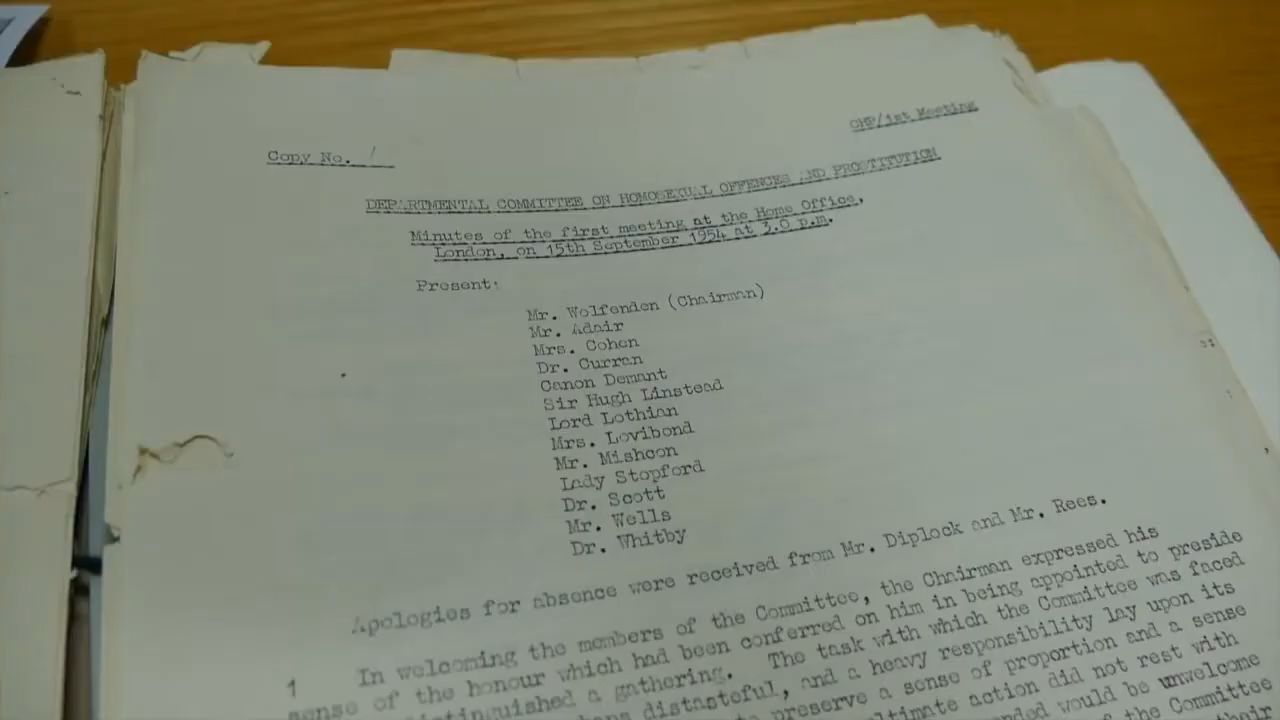 CHP/1st Meeting
Copy No. 1
DEPARTMENTAL COMMITTEE ON HOMOSEXUAL OFFENCES AND PROSTITUTION
Minutes of the first meeting at the Home Office,
London, on 15th September 1954 at 3.0 p.m.
Present:
Mr. Wolfenden (Chairman)
Mr. Adair
Mrs. Cohen
Dr. Curran
Canon Demant
Sir Hugh Linstead
Lord Lothian
Mrs. Lovibond
Mr. Mishcon
Lady Stopford
Dr. Scott
Mr. Wells
Dr. Whitby
Apologies for absence were received from Mr. Diplock and Mr. Rees.
1 In welcoming the members of the Committee, the Chairman expressed his
sense of the honour which had been conferred on him in being appointed to preside
distinguished a gathering. The task with which the Committee was faced
distasteful, and a heavy responsibility lay upon its
preserve a sense of proportion and a sense
action did not rest with
would be unwelcome
of the Committee